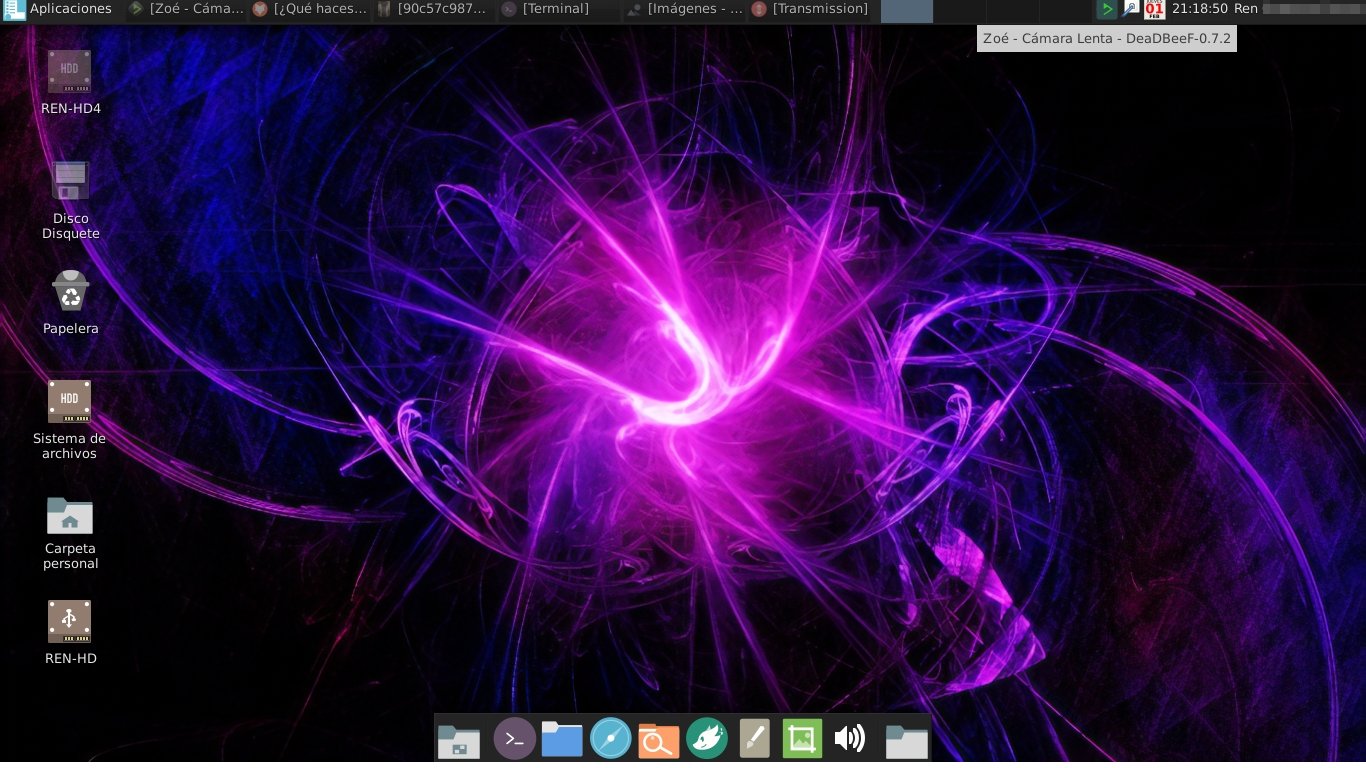 Aplicaciones
[Zoé - Cáma...
[¿Qué haces...
[90c57c987...
[Terminal]
[Imágenes - ...
[Transmission]
JUEVES
01
FEB
21:18:50 Ren
Zoé - Cámara Lenta - DeaDBeeF-0.7.2
HDD
REN-HD4
Disco
Disquete
Papelera
HDD
Sistema de
archivos
Carpeta
personal
REN-HD